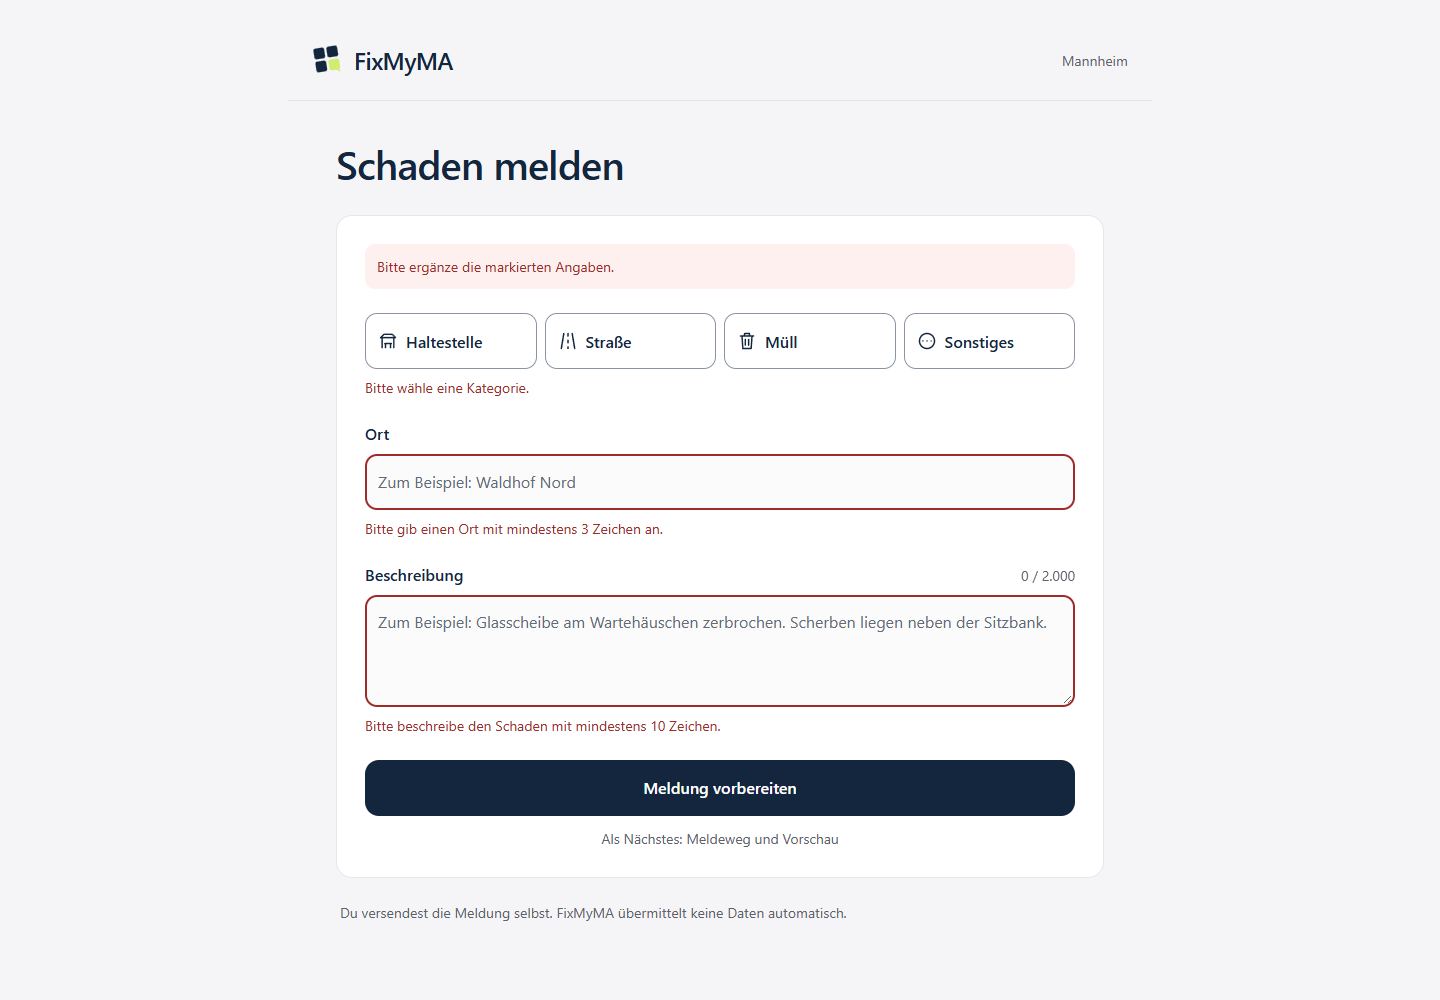 FixMyMA
Mannheim
Schaden melden
Bitte ergänze die markierten Angaben.
Haltestelle
Straße
Müll
Sonstiges
Bitte wähle eine Kategorie.
Ort
Zum Beispiel: Waldhof Nord
Bitte gib einen Ort mit mindestens 3 Zeichen an.
Beschreibung
0 / 2.000
Zum Beispiel: Glasscheibe am Wartehäuschen zerbrochen. Scherben liegen neben der Sitzbank.
Bitte beschreibe den Schaden mit mindestens 10 Zeichen.
Meldung vorbereiten
Als Nächstes: Meldeweg und Vorschau
Du versendest die Meldung selbst. FixMyMA übermittelt keine Daten automatisch.